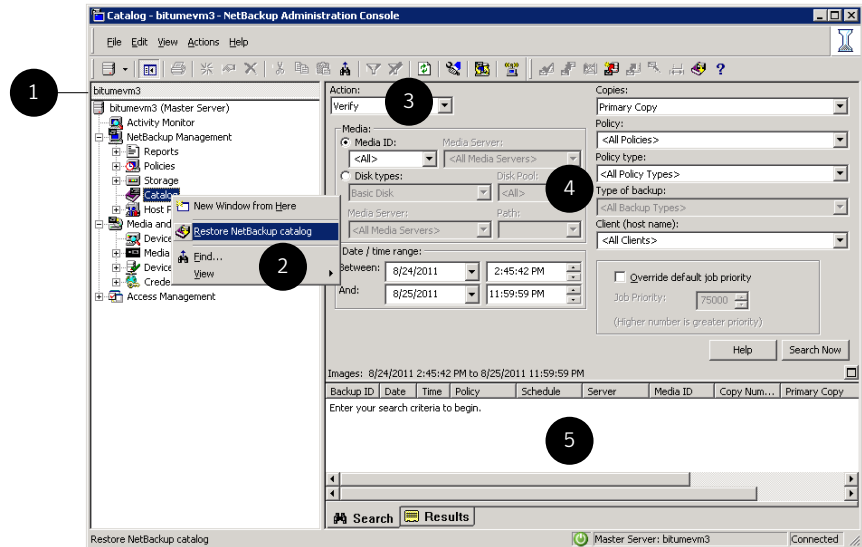 Catalog - bitumevm3 - NetBackup Administration Console
File Edit View Actions Help
1
bitumevm3
bitumevm3 (Master Server)
Activity Monitor
NetBackup Management
Reports
Policies
Storage
Catalog
Host P
Media and
Device
Media
Device
Crede
Access Management
New Window from Here
Restore NetBackup catalog
Find...
View
2
Action:
Verify
3
Media:
Media ID:
Media Server:
<All>
<All Media Servers>
Disk types:
Disk Pool:
Basic Disk
<All>
4
Media Server:
Path:
<All Media Servers>
Date / time range:
Between:
8/24/2011
2:45:42 PM
And:
8/25/2011
11:59:59 PM
Copies:
Primary Copy
Policy:
<All Policies>
Policy type:
<All Policy Types>
Type of backup:
<All Backup Types>
Client (host name):
<All Clients>
Override default job priority
Job Priority:
75000
(Higher number is greater priority)
Help
Search Now
Images: 8/24/2011 2:45:42 PM to 8/25/2011 11:59:59 PM
Backup ID Date Time Policy Schedule Server Media ID Copy Num... Primary Copy
Enter your search criteria to begin.
5
Search Results
Restore NetBackup catalog
Master Server: bitumevm3
Connected